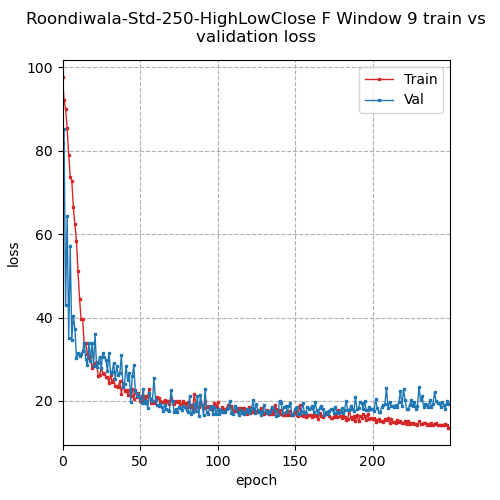 Roondiwala-Std-250-HighLowClose F Window 9 train vs
validation loss
100
80
60
40
20
loss
Train
Val
0
50
100
150
200
epoch